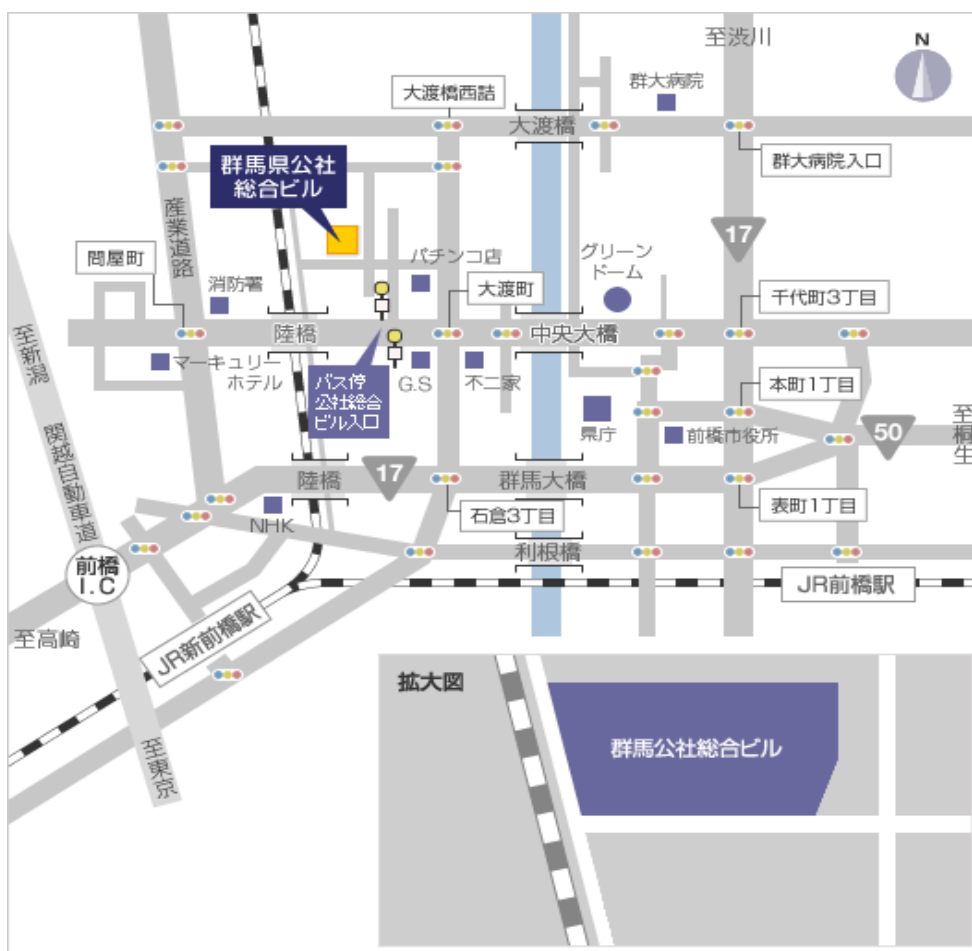 至渋川
N
群大病院
大渡橋西詰
大渡橋
群大病院入口
群馬県公社
総合ビル
産業道路
17
問屋町
消防署
パチンコ店
グリーン
ドーム
大渡町
千代町3丁目
陸橋
中央大橋
至新潟
マーキュリー
ホテル
バス停
公社総合
ビル入口
G.S
不二家
本町1丁目
県庁
前橋市役所
50
至桐生
関越自動車道
陸橋
17
群馬大橋
NHK
石倉3丁目
表町1丁目
前橋
I.C
利根橋
JR前橋駅
至高崎
JR新前橋駅
至東京
拡大図
群馬公社総合ビル